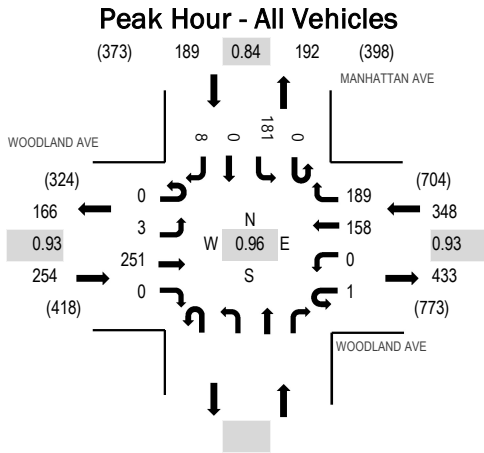 Peak Hour - All Vehicles
(373) 189 0.84 192 (398)
MANHATTAN AVE
8 0 181 0
WOODLAND AVE
(324) 0 189 (704)
166 3 158 348
N
0.93 W 0.96 E 0.93
S
254 251 0 433
(418) 0 1 (773)
WOODLAND AVE